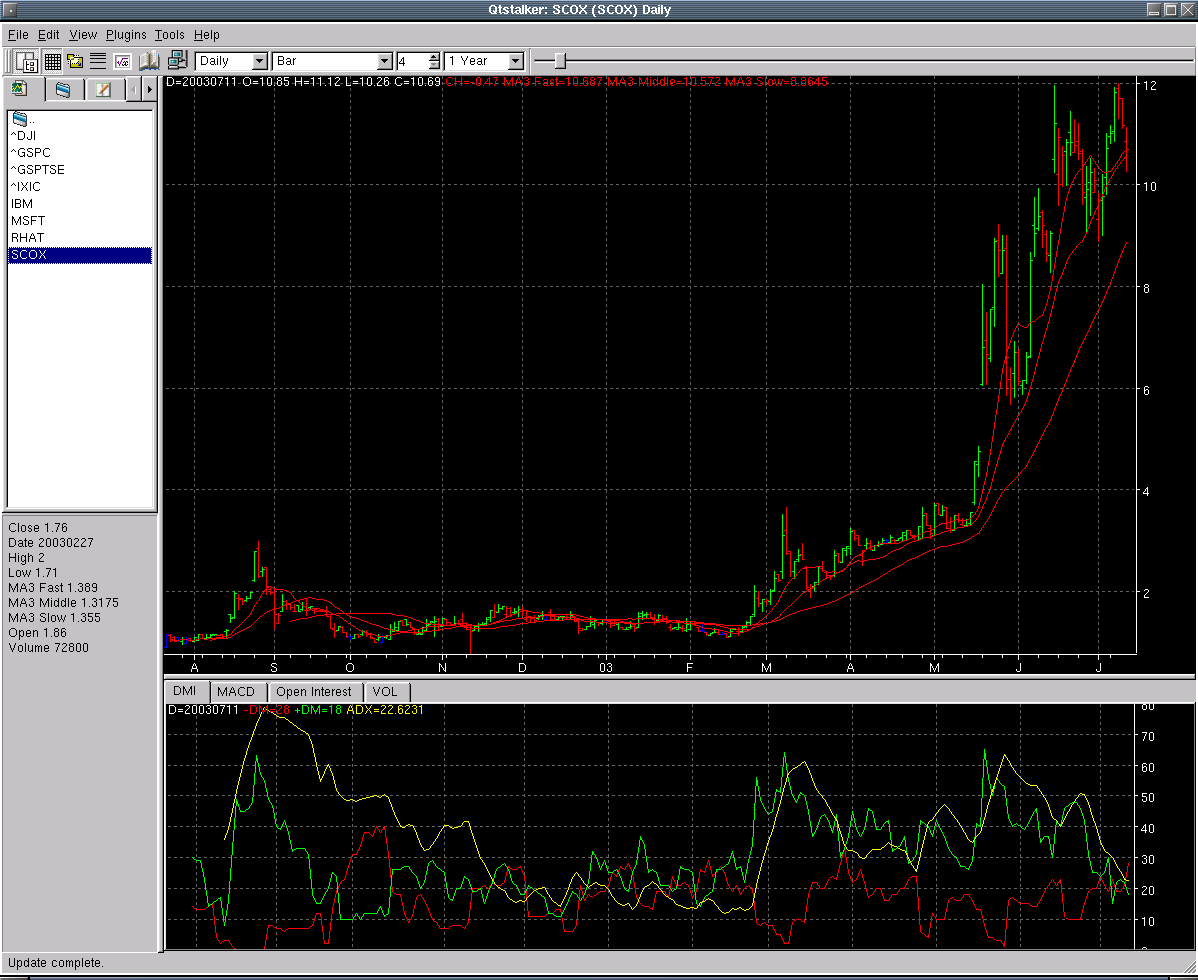 Qtstalker: SCOX (SCOX) Daily
File Edit View Plugins Tools Help
Daily Bar 4 1 Year
D=20030711 O=10.85 H=11.12 L=10.26 C=10.69 CH=-0.47 MA3 Fast=10.687 MA3 Middle=10.572 MA3 Slow=8.8645
..
^DJI
^GSPC
^GSPTSE
^IXIC
IBM
MSFT
RHAT
SCOX
12
10
8
6
4
2
A S O N D 03 F M A M J J
Close 1.76
Date 20030227
High 2
Low 1.71
MA3 Fast 1.389
MA3 Middle 1.3175
MA3 Slow 1.355
Open 1.86
Volume 72800
DMI MACD Open Interest VOL
D=20030711 -DM=28 +DM=18 ADX=22.6231
80
70
60
50
40
30
20
10
0
Update complete.